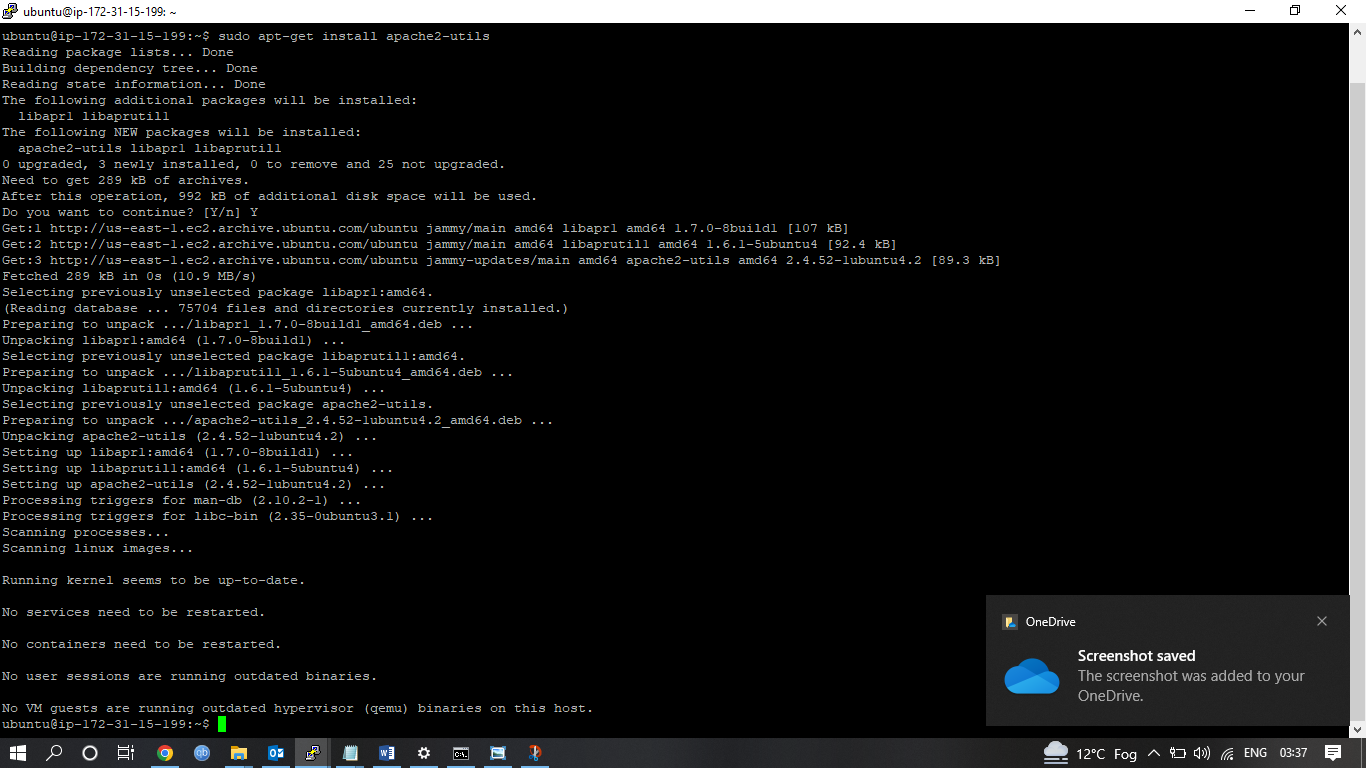 ubuntu@ip-172-31-15-199: ~
ubuntu@ip-172-31-15-199:~$ sudo apt-get install apache2-utils
Reading package lists... Done
Building dependency tree... Done
Reading state information... Done
The following additional packages will be installed:
  libapr1 libaprutil1
The following NEW packages will be installed:
  apache2-utils libapr1 libaprutil1
0 upgraded, 3 newly installed, 0 to remove and 25 not upgraded.
Need to get 289 kB of archives.
After this operation, 992 kB of additional disk space will be used.
Do you want to continue? [Y/n] Y
Get:1 http://us-east-1.ec2.archive.ubuntu.com/ubuntu jammy/main amd64 libapr1 amd64 1.7.0-8build1 [107 kB]
Get:2 http://us-east-1.ec2.archive.ubuntu.com/ubuntu jammy/main amd64 libaprutil1 amd64 1.6.1-5ubuntu4 [92.4 kB]
Get:3 http://us-east-1.ec2.archive.ubuntu.com/ubuntu jammy-updates/main amd64 apache2-utils amd64 2.4.52-1ubuntu4.2 [89.3 kB]
Fetched 289 kB in 0s (10.9 MB/s)
Selecting previously unselected package libapr1:amd64.
(Reading database ... 75704 files and directories currently installed.)
Preparing to unpack .../libapr1_1.7.0-8build1_amd64.deb ...
Unpacking libapr1:amd64 (1.7.0-8build1) ...
Selecting previously unselected package libaprutil1:amd64.
Preparing to unpack .../libaprutil1_1.6.1-5ubuntu4_amd64.deb ...
Unpacking libaprutil1:amd64 (1.6.1-5ubuntu4) ...
Selecting previously unselected package apache2-utils.
Preparing to unpack .../apache2-utils_2.4.52-1ubuntu4.2_amd64.deb ...
Unpacking apache2-utils (2.4.52-1ubuntu4.2) ...
Setting up libapr1:amd64 (1.7.0-8build1) ...
Setting up libaprutil1:amd64 (1.6.1-5ubuntu4) ...
Setting up apache2-utils (2.4.52-1ubuntu4.2) ...
Processing triggers for man-db (2.10.2-1) ...
Processing triggers for libc-bin (2.35-0ubuntu3.1) ...
Scanning processes...
Scanning linux images...
Running kernel seems to be up-to-date.
No services need to be restarted.
No containers need to be restarted.
No user sessions are running outdated binaries.
No VM guests are running outdated hypervisor (qemu) binaries on this host.
ubuntu@ip-172-31-15-199:~$
OneDrive
Screenshot saved
The screenshot was added to your
OneDrive.
qb
12°C Fog
ENG
03:37